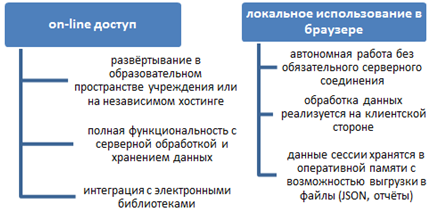 on-line доступ
развёртывание в
образовательном
пространстве учреждения или
на независимом хостинге
полная функциональность с
серверной обработкой и
хранением данных
интеграция с электронными
библиотеками
локальное использование в
браузере
автономная работа без
обязательного серверного
соединения
обработка данных
реализуется на клиентской
стороне
данные сессии хранятся в
оперативной памяти с
возможностью выгрузки в
файлы (JSON, отчёты)